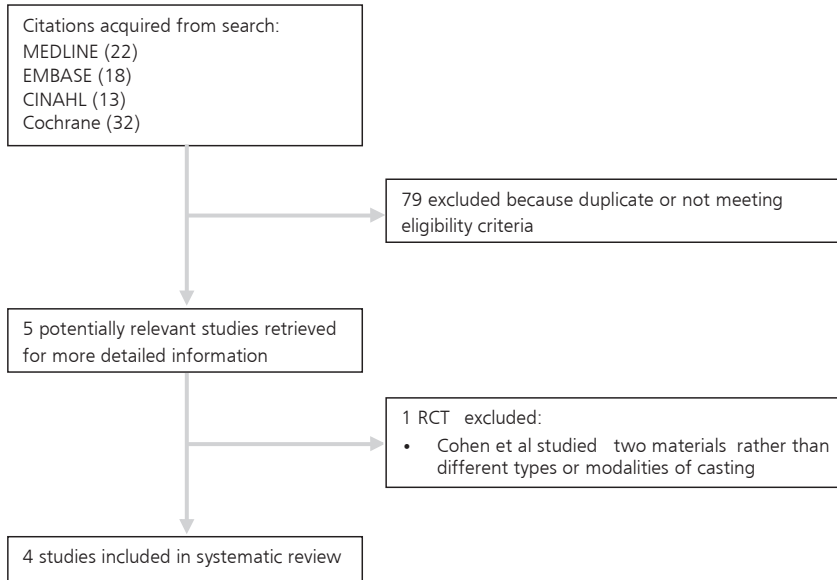 Citations acquired from search:
MEDLINE (22)
EMBASE (18)
CINAHL (13)
Cochrane (32)
79 excluded because duplicate or not meeting
eligibility criteria
5 potentially relevant studies retrieved
for more detailed information
1 RCT excluded:
• Cohen et al studied two materials rather than
different types or modalities of casting
4 studies included in systematic review